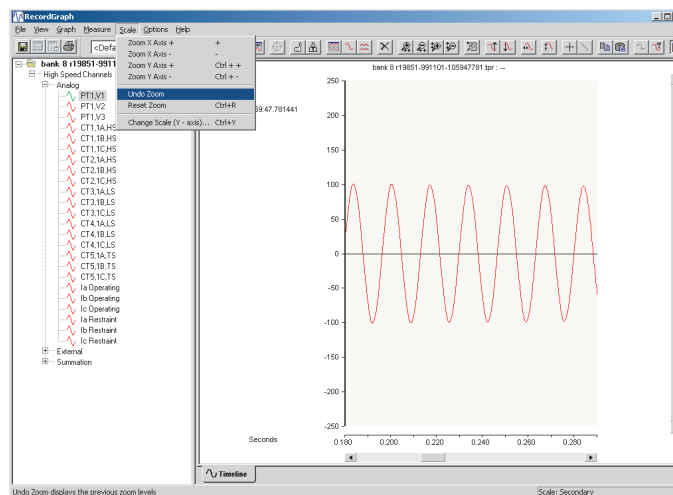 RecordGraph
File View Graph Measure Scale Options Help
<Defa
Zoom X Axis + +
Zoom X Axis - -
Zoom Y Axis + Ctrl + +
Zoom Y Axis - Ctrl + -
Undo Zoom
Reset Zoom Ctrl+R
Change Scale (Y - axis)... Ctrl+Y
bank 8 r19851-9911
High Speed Channels
Analog
PT1,V1
PT1,V2
PT1,V3
CT1,1A,HS
CT1,1B,HS
CT1,1C,HS
CT2,1A,HS
CT2,1B,HS
CT2,1C,HS
CT3,1A,LS
CT3,1B,LS
CT3,1C,LS
CT4,1A,LS
CT4,1B,LS
CT4,1C,LS
CT5,1A,TS
CT5,1B,TS
CT5,1C,TS
Ia Operating
Ib Operating
Ic Operating
Ia Restraint
Ib Restraint
Ic Restraint
External
Summation
bank 8 r19851-991101-105947781.tpr : --
59:47.781441
250
200
150
100
50
0
-50
-100
-150
-200
-250
Seconds
0.180 0.200 0.220 0.240 0.260 0.280
Timeline
Undo Zoom displays the previous zoom levels
Scale: Secondary